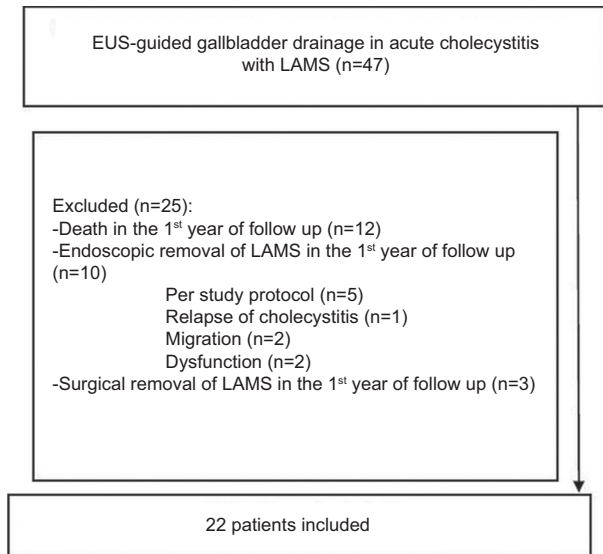 EUS-guided gallbladder drainage in acute cholecystitis
with LAMS (n=47)
Excluded (n=25):
-Death in the 1st year of follow up (n=12)
-Endoscopic removal of LAMS in the 1st year of follow up
(n=10)
Per study protocol (n=5)
Relapse of cholecystitis (n=1)
Migration (n=2)
Dysfunction (n=2)
-Surgical removal of LAMS in the 1st year of follow up (n=3)
22 patients included